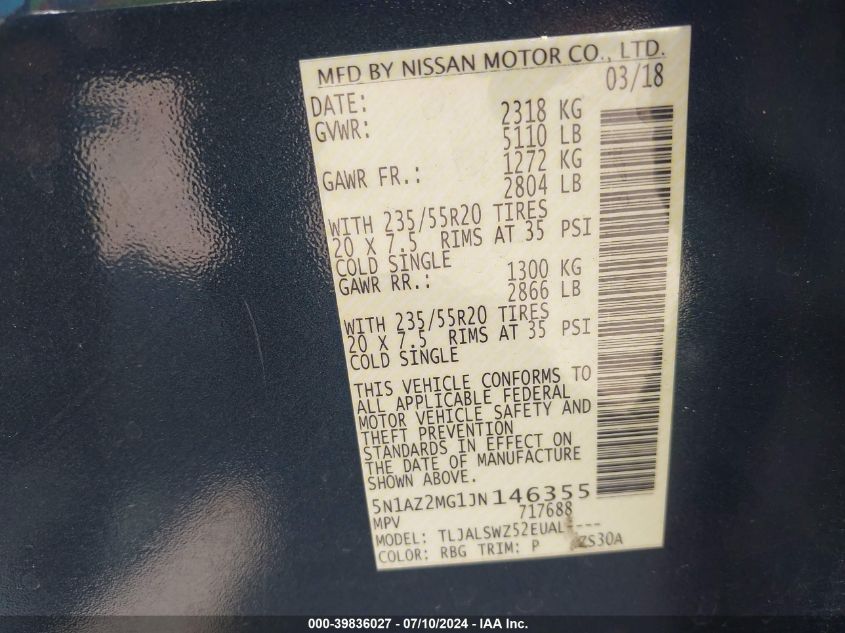 MFD BY NISSAN MOTOR CO., LTD.
DATE: 03/18
GVWR: 2318 KG
5110 LB
GAWR FR.: 1272 KG
2804 LB
WITH 235/55R20 TIRES
20 X 7.5 RIMS AT 35 PSI
COLD SINGLE
GAWR RR.: 1300 KG
2866 LB
WITH 235/55R20 TIRES
20 X 7.5 RIMS AT 35 PSI
COLD SINGLE
THIS VEHICLE CONFORMS TO
ALL APPLICABLE FEDERAL
MOTOR VEHICLE SAFETY AND
THEFT PREVENTION
STANDARDS IN EFFECT ON
THE DATE OF MANUFACTURE
SHOWN ABOVE.
5N1AZ2MG1JN146355
MPV 717688
MODEL: TLJALSWZ52EUAL----
COLOR: RBG TRIM: P ZS30A
000-39836027 - 07/10/2024 - IAA Inc.